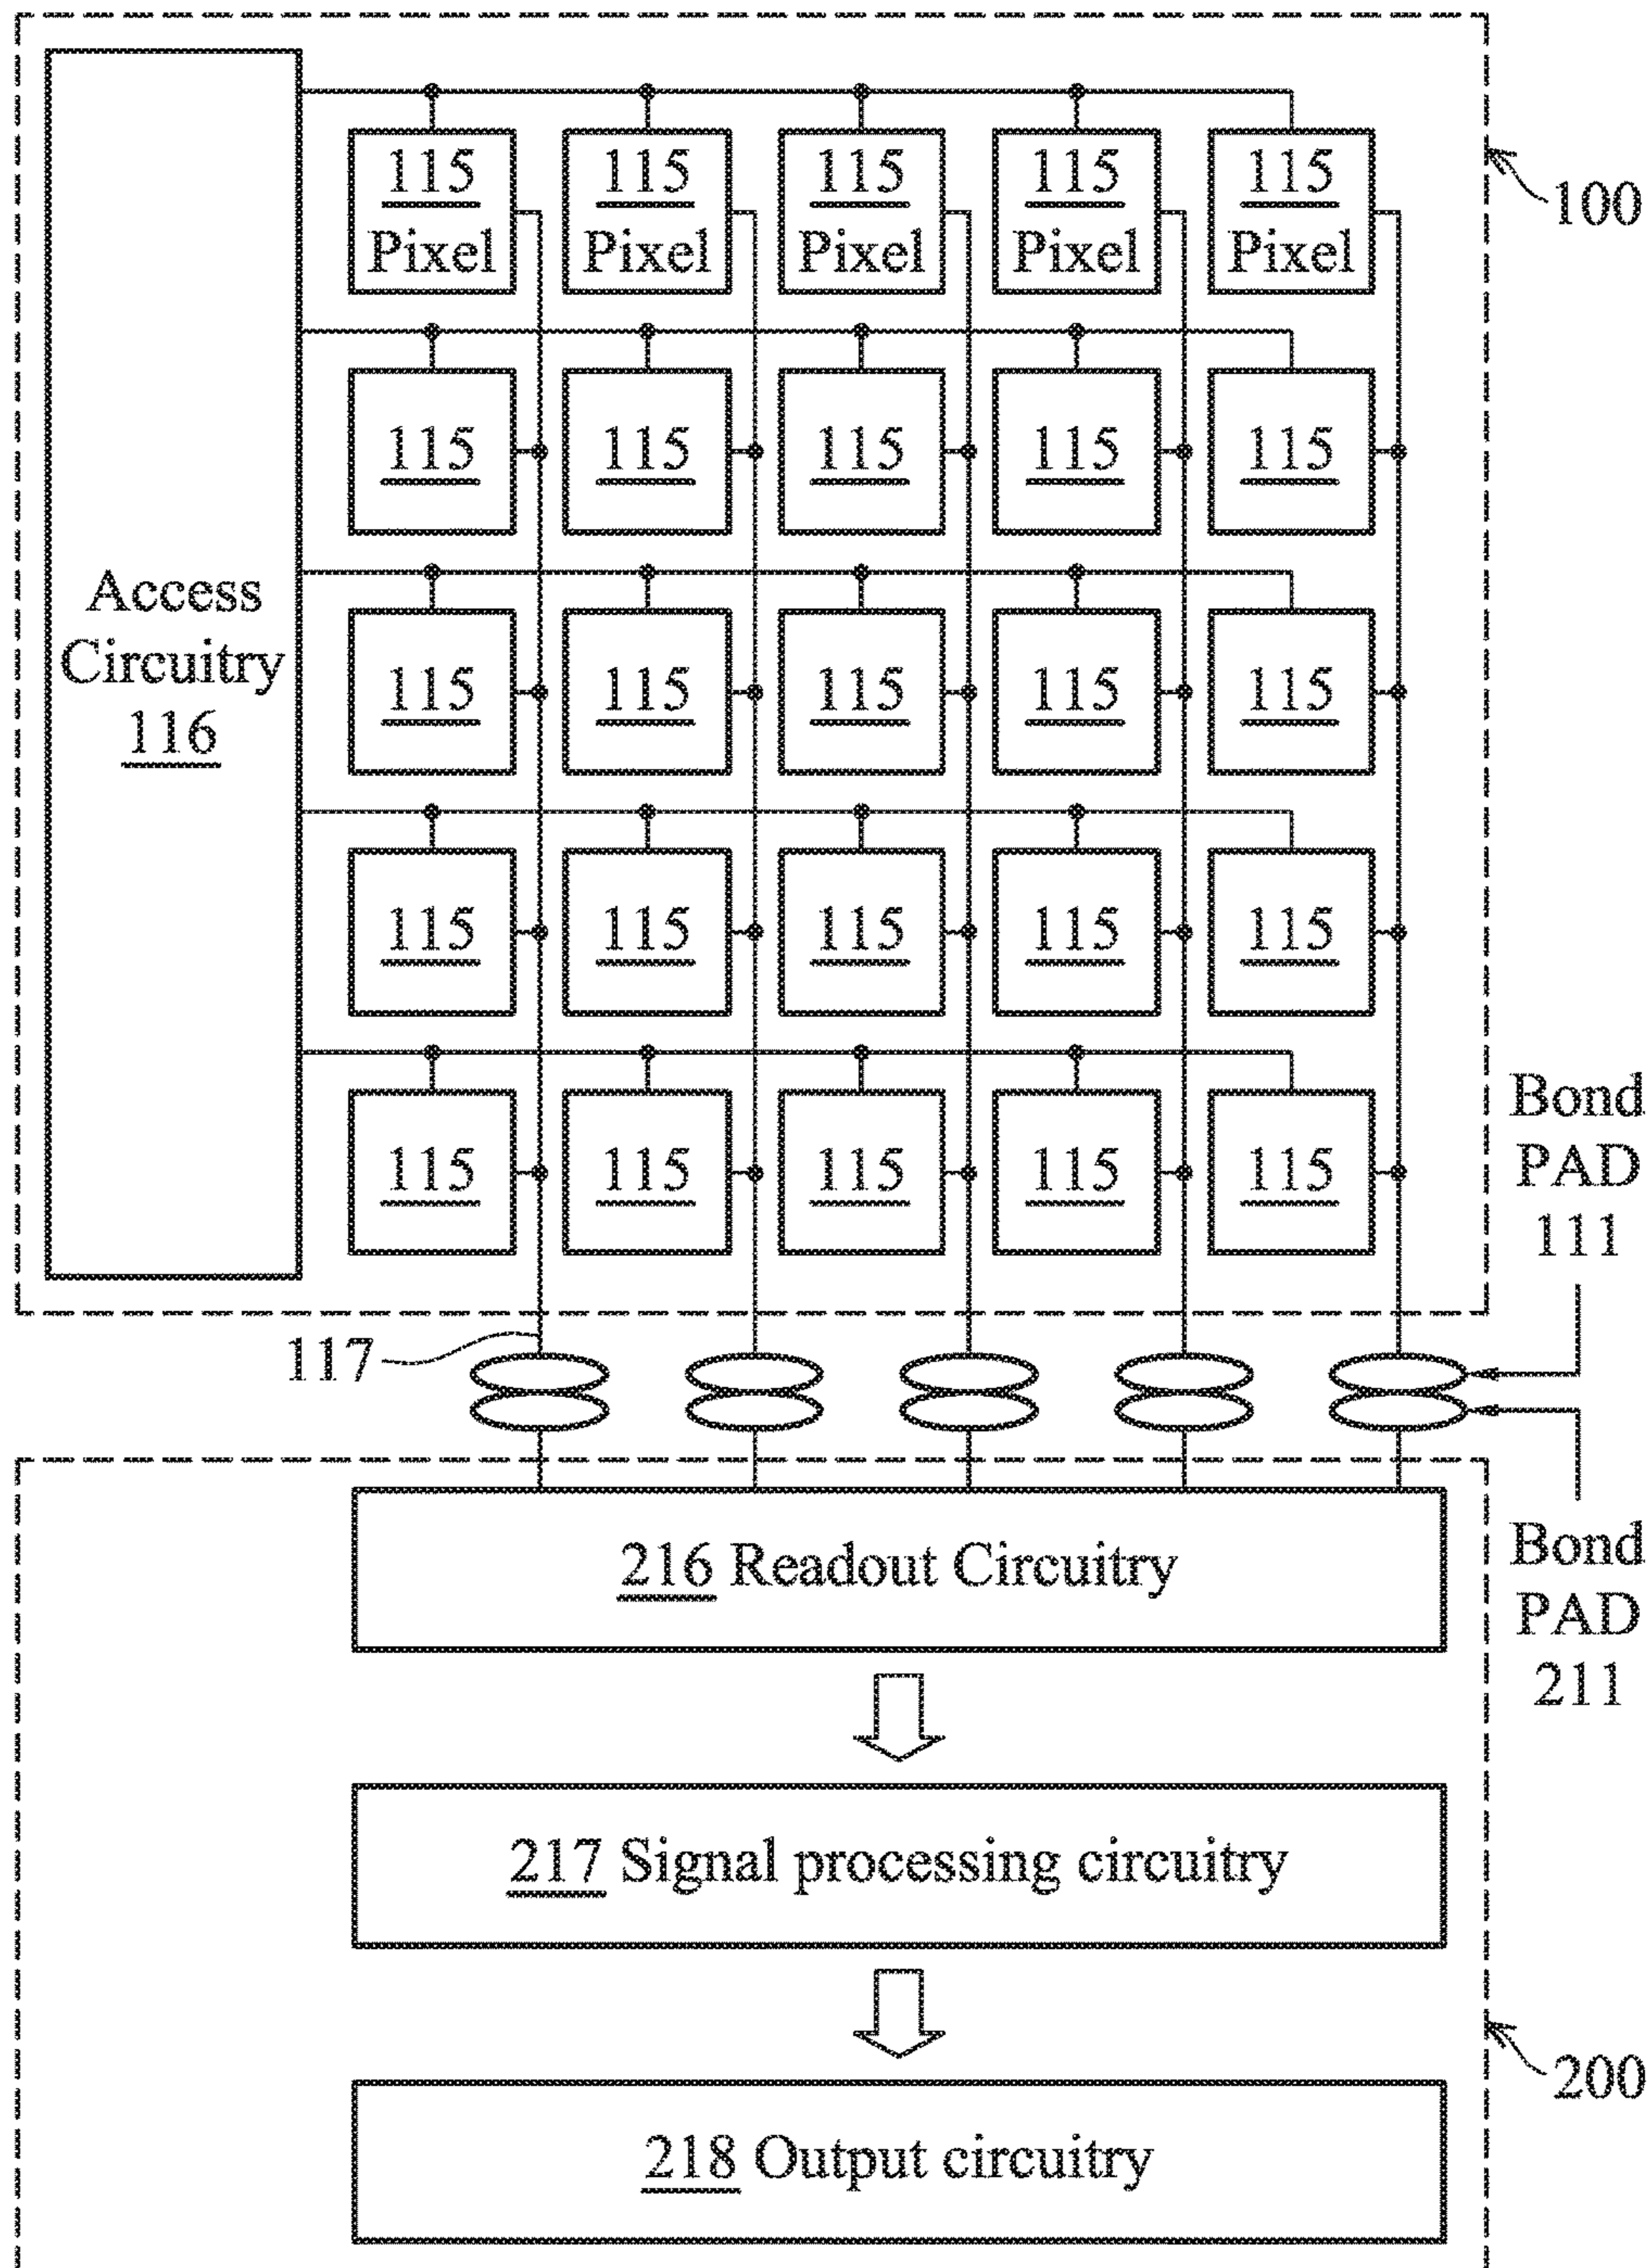 115 115 115 115 115
Pixel Pixel Pixel Pixel Pixel
100
115 115 115 115 115
Access
Circuitry
116
115 115 115 115 115
115 115 115 115 115
115 115 115 115 115
Bond
PAD
111
117
216 Readout Circuitry
Bond
PAD
211
217 Signal processing circuitry
200
218 Output circuitry